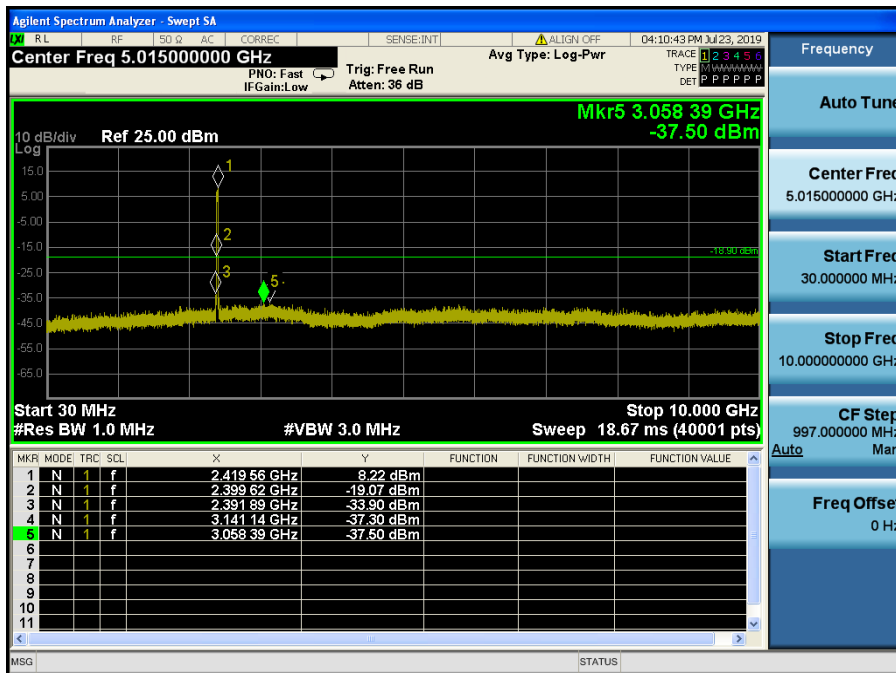 Agilent Spectrum Analyzer - Swept SA
LXI RL RF 50 Ω AC CORREC SENSE:INT ALIGN OFF 04:10:43 PM Jul 23, 2019
Center Freq 5.015000000 GHz
PNO: Fast
IFGain:Low
Trig: Free Run
Atten: 36 dB
Avg Type: Log-Pwr
TRACE 1 2 3 4 5 6
TYPE MWWWWW
DET P P P P P P
Mkr5 3.058 39 GHz
-37.50 dBm
10 dB/div Ref 25.00 dBm
Log
15.0
5.00
-5.00
-15.0
-25.0
-35.0
-45.0
-55.0
-65.0
1
2
3
5
-18.90 dBm
Start 30 MHz Stop 10.000 GHz
#Res BW 1.0 MHz #VBW 3.0 MHz Sweep 18.67 ms (40001 pts)
MKR MODE TRC SCL X Y FUNCTION FUNCTION WIDTH FUNCTION VALUE
1 N 1 f 2.419 56 GHz 8.22 dBm
2 N 1 f 2.399 62 GHz -19.07 dBm
3 N 1 f 2.391 89 GHz -33.90 dBm
4 N 1 f 3.141 14 GHz -37.30 dBm
5 N 1 f 3.058 39 GHz -37.50 dBm
6
7
8
9
10
11
MSG STATUS
Frequency
Auto Tune
Center Freq
5.015000000 GHz
Start Freq
30.000000 MHz
Stop Freq
10.000000000 GHz
CF Step
997.000000 MHz
Auto Man
Freq Offset
0 Hz